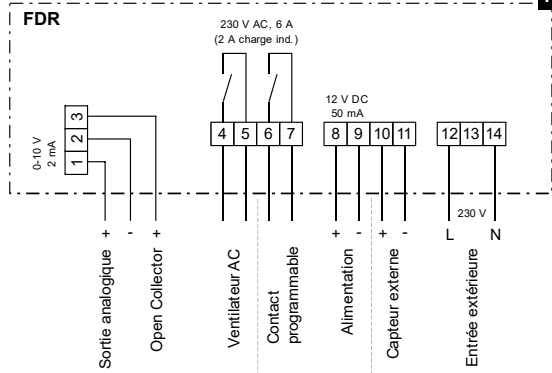 FDR
230 V AC, 6 A
(2 A charge ind.)
12 V DC
50 mA
0-10 V
2 mA
1 2 3
4 5 6 7
8 9 10 11
12 13 14
230 V
+ - +
+ - + -
L N
Sortie analogique
Open Collector
Ventilateur AC
Contact
programmable
Alimentation
Capteur externe
Entrée extérieure